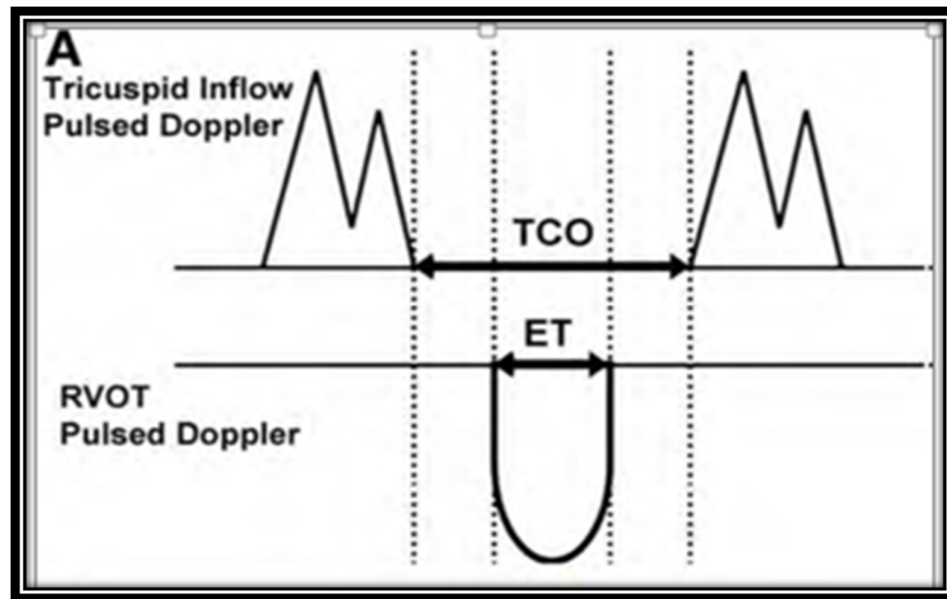 A
Tricuspid Inflow
Pulsed Doppler
TCO
ET
RVOT
Pulsed Doppler